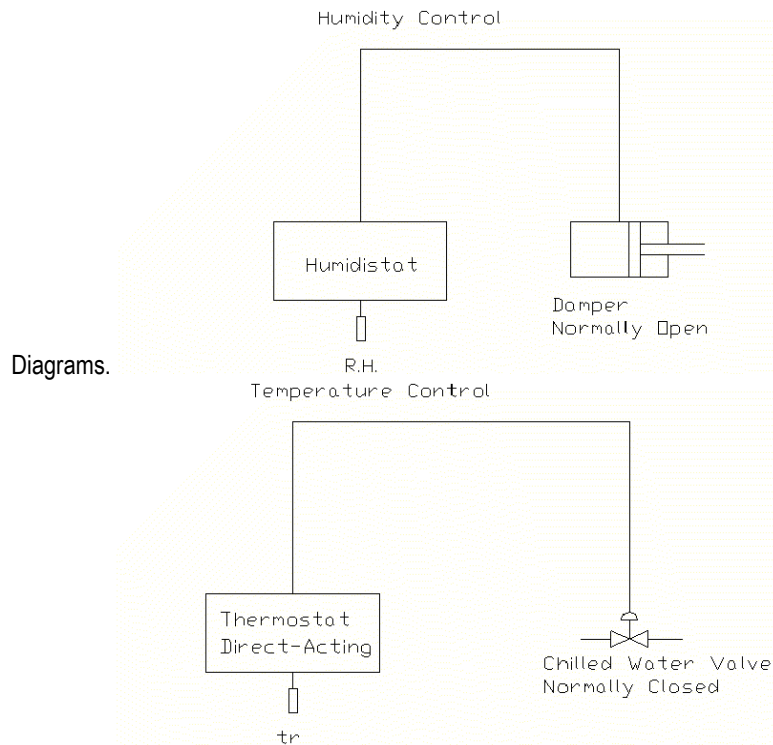 Humidity Control
Humidistat
Damper
Normally Open
R.H.
Diagrams.
Temperature Control
Thermostat
Direct-Acting
Chilled Water Valve
Normally Closed
tr